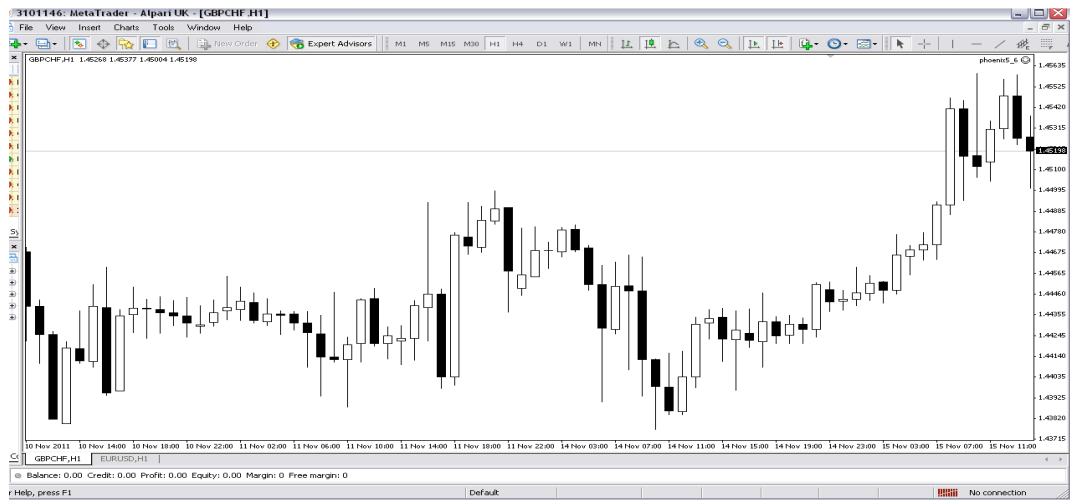 3101146: MetaTrader - Alpari UK - [GBPCHF,H1]
File View Insert Charts Tools Window Help
New Order Expert Advisors M1 M5 M15 M30 H1 H4 D1 W1 MN
GBPCHF,H1 1.45268 1.45377 1.45004 1.45198
phoenix5_6
1.45635
1.45525
1.45420
1.45315
1.45198
1.45100
1.44995
1.44885
1.44780
1.44675
1.44565
1.44460
1.44355
1.44245
1.44140
1.44035
1.43925
1.43820
1.43715
10 Nov 2011 10 Nov 14:00 10 Nov 18:00 10 Nov 22:00 11 Nov 02:00 11 Nov 06:00 11 Nov 10:00 11 Nov 14:00 11 Nov 18:00 11 Nov 22:00 14 Nov 03:00 14 Nov 07:00 14 Nov 11:00 14 Nov 15:00 14 Nov 19:00 14 Nov 23:00 15 Nov 03:00 15 Nov 07:00 15 Nov 11:00
GBPCHF,H1 EURUSD,H1
Balance: 0.00 Credit: 0.00 Profit: 0.00 Equity: 0.00 Margin: 0 Free margin: 0
r Help, press F1 Default No connection